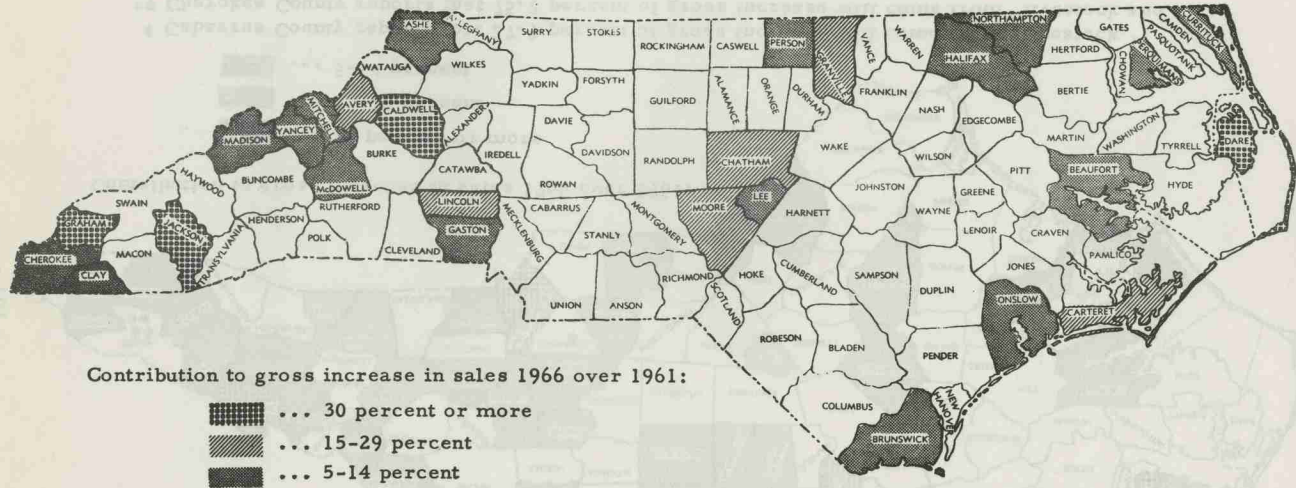 NORTHAMPTON
GATES
CURRITUCK
CAMDEN
PASQUOTANK
PERQUIMANS
CHOWAN
ASHE
ALLEGHANY
SURRY
STOKES
ROCKINGHAM
CASWELL
PERSON
GRANVILLE
VANCE
WARREN
HALIFAX
HERTFORD
BERTIE
WATAUGA
WILKES
YADKIN
FORSYTH
GUILFORD
ALAMANCE
ORANGE
DURHAM
FRANKLIN
NASH
EDGECOMBE
MARTIN
WASHINGTON
TYRRELL
DARE
MADISON
YANCEY
MITCHELL
AVERY
CALDWELL
ALEXANDER
IREDELL
DAVIE
DAVIDSON
RANDOLPH
CHATHAM
WAKE
WILSON
PITT
BEAUFORT
HYDE
SWAIN
HAYWOOD
BUNCOMBE
McDOWELL
BURKE
CATAWBA
ROWAN
LINCOLN
MOORE
LEE
JOHNSTON
WAYNE
GREENE
LENOIR
CRAVEN
PAMLICO
GRAHAM
JACKSON
HENDERSON
RUTHERFORD
GASTON
MECKLENBURG
CABARRUS
STANLY
MONTGOMERY
HARNETT
CHEROKEE
CLAY
MACON
TRANSYLVANIA
POLK
CLEVELAND
UNION
ANSON
RICHMOND
SCOTLAND
HOKE
CUMBERLAND
SAMPSON
DUPLIN
JONES
ONSLOW
CARTERET
ROBESON
BLADEN
PENDER
COLUMBUS
NEW HANOVER
BRUNSWICK
Contribution to gross increase in sales 1966 over 1961:
... 30 percent or more
... 15-29 percent
... 5-14 percent